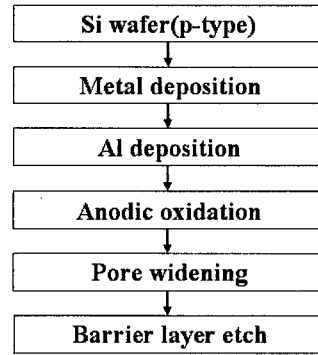 Si wafer(p-type)
Metal deposition
Al deposition
Anodic oxidation
Pore widening
Barrier layer etch